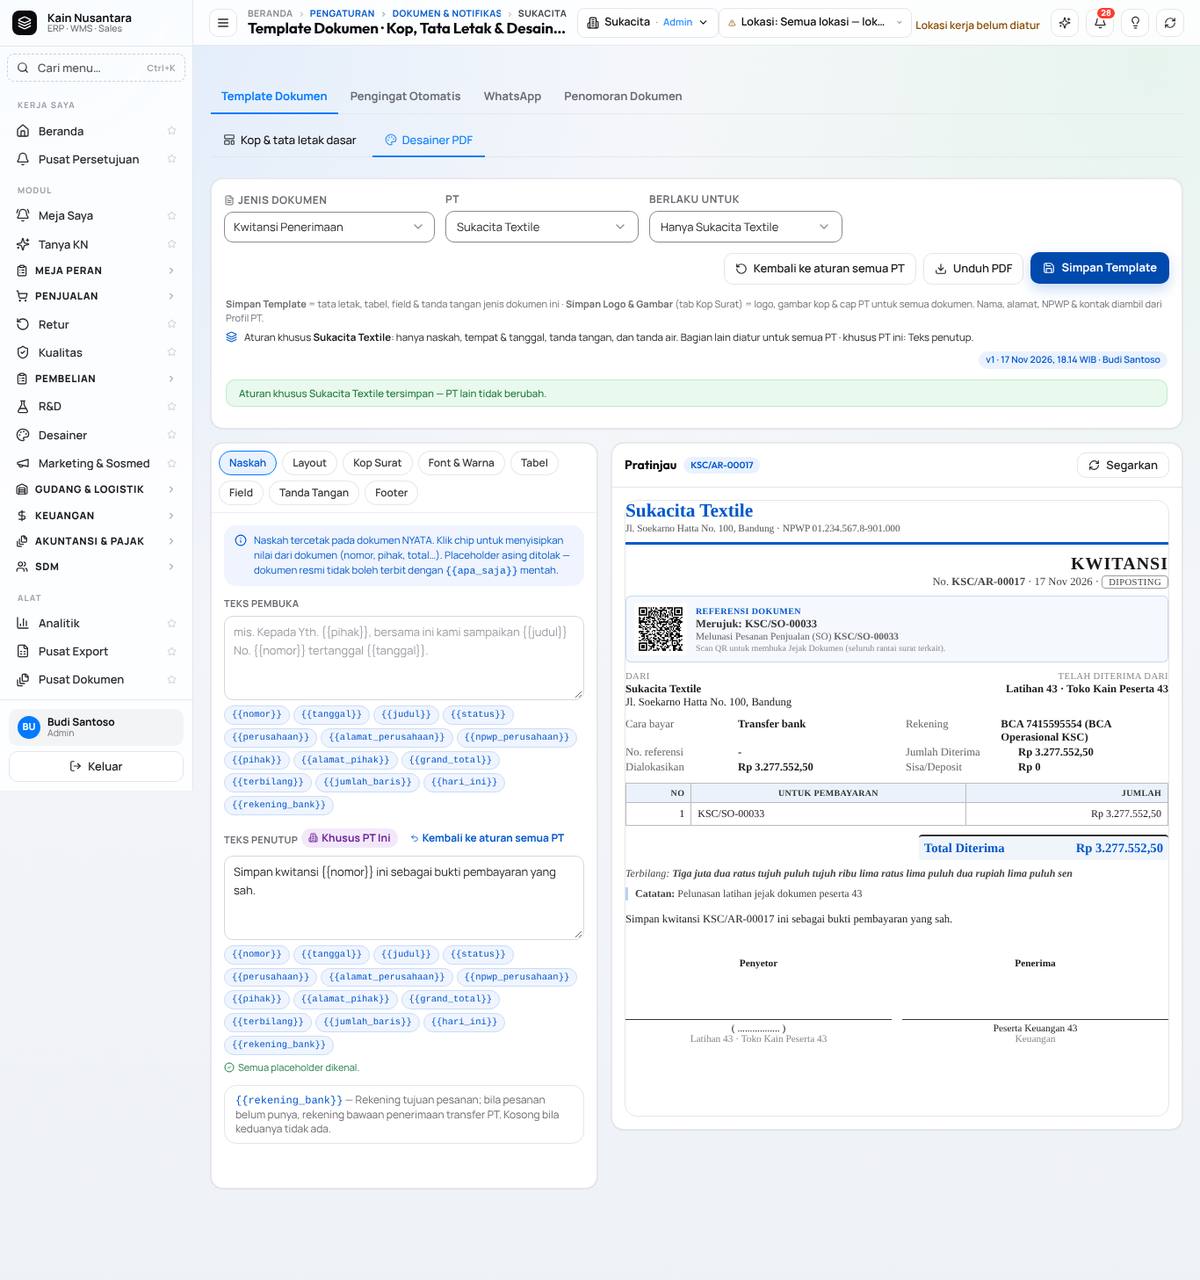 Kain Nusantara
ERP · WMS · Sales
Cari menu... Ctrl+K
KERJA SAYA
Beranda
Pusat Persetujuan
MODUL
Meja Saya
Tanya KN
MEJA PERAN
PENJUALAN
Retur
Kualitas
PEMBELIAN
R&D
Desainer
Marketing & Sosmed
GUDANG & LOGISTIK
KEUANGAN
AKUNTANSI & PAJAK
SDM
ALAT
Analitik
Pusat Export
Pusat Dokumen
BU Budi Santoso
Admin
Keluar
BERANDA › PENGATURAN › DOKUMEN & NOTIFIKAS › SUKACITA
Template Dokumen · Kop, Tata Letak & Desain...
Sukacita · Admin
Lokasi: Semua lokasi — lok...
Lokasi kerja belum diatur
28
Template Dokumen Pengingat Otomatis WhatsApp Penomoran Dokumen
Kop & tata letak dasar Desainer PDF
JENIS DOKUMEN PT BERLAKU UNTUK
Kwitansi Penerimaan Sukacita Textile Hanya Sukacita Textile
Kembali ke aturan semua PT Unduh PDF Simpan Template
Simpan Template = tata letak, tabel, field & tanda tangan jenis dokumen ini · Simpan Logo & Gambar (tab Kop Surat) = logo, gambar kop & cap PT untuk semua dokumen. Nama, alamat, NPWP & kontak diambil dari
Profil PT.
Aturan khusus Sukacita Textile: hanya naskah, tempat & tanggal, tanda tangan, dan tanda air. Bagian lain diatur untuk semua PT · khusus PT ini: Teks penutup.
v1 · 17 Nov 2026, 18.14 WIB · Budi Santoso
Aturan khusus Sukacita Textile tersimpan — PT lain tidak berubah.
Naskah Layout Kop Surat Font & Warna Tabel
Field Tanda Tangan Footer
Naskah tercetak pada dokumen NYATA. Klik chip untuk menyisipkan
nilai dari dokumen (nomor, pihak, total…). Placeholder asing ditolak —
dokumen resmi tidak boleh terbit dengan {{apa_saja}} mentah.
TEKS PEMBUKA
mis. Kepada Yth. {{pihak}}, bersama ini kami sampaikan {{judul}}
No. {{nomor}} tertanggal {{tanggal}}.
{{nomor}} {{tanggal}} {{judul}} {{status}}
{{perusahaan}} {{alamat_perusahaan}} {{npwp_perusahaan}}
{{pihak}} {{alamat_pihak}} {{grand_total}}
{{terbilang}} {{jumlah_baris}} {{hari_ini}}
{{rekening_bank}}
TEKS PENUTUP Khusus PT Ini Kembali ke aturan semua PT
Simpan kwitansi {{nomor}} ini sebagai bukti pembayaran yang
sah.
{{nomor}} {{tanggal}} {{judul}} {{status}}
{{perusahaan}} {{alamat_perusahaan}} {{npwp_perusahaan}}
{{pihak}} {{alamat_pihak}} {{grand_total}}
{{terbilang}} {{jumlah_baris}} {{hari_ini}}
{{rekening_bank}}
Semua placeholder dikenal.
{{rekening_bank}} — Rekening tujuan pesanan; bila pesanan
belum punya, rekening bawaan penerimaan transfer PT. Kosong bila
keduanya tidak ada.
Pratinjau KSC/AR-00017 Segarkan
Sukacita Textile
Jl. Soekarno Hatta No. 100, Bandung · NPWP 01.234.567.8-901.000
KWITANSI
No. KSC/AR-00017 · 17 Nov 2026 · DIPOSTING
REFERENSI DOKUMEN
Merujuk: KSC/SO-00033
Melunasi Pesanan Penjualan (SO) KSC/SO-00033
Scan QR untuk membuka Jejak Dokumen (seluruh rantai surat terkait).
DARI TELAH DITERIMA DARI
Sukacita Textile Latihan 43 · Toko Kain Peserta 43
Jl. Soekarno Hatta No. 100, Bandung
Cara bayar Transfer bank Rekening BCA 7415595554 (BCA
Operasional KSC)
No. referensi - Jumlah Diterima Rp 3.277.552,50
Dialokasikan Rp 3.277.552,50 Sisa/Deposit Rp 0
NO UNTUK PEMBAYARAN JUMLAH
1 KSC/SO-00033 Rp 3.277.552,50
Total Diterima Rp 3.277.552,50
Terbilang: Tiga juta dua ratus tujuh puluh tujuh ribu lima ratus lima puluh dua rupiah lima puluh sen
Catatan: Pelunasan latihan jejak dokumen peserta 43
Simpan kwitansi KSC/AR-00017 ini sebagai bukti pembayaran yang sah.
Penyetor Penerima
( ................ ) Peserta Keuangan 43
Latihan 43 · Toko Kain Peserta 43 Keuangan